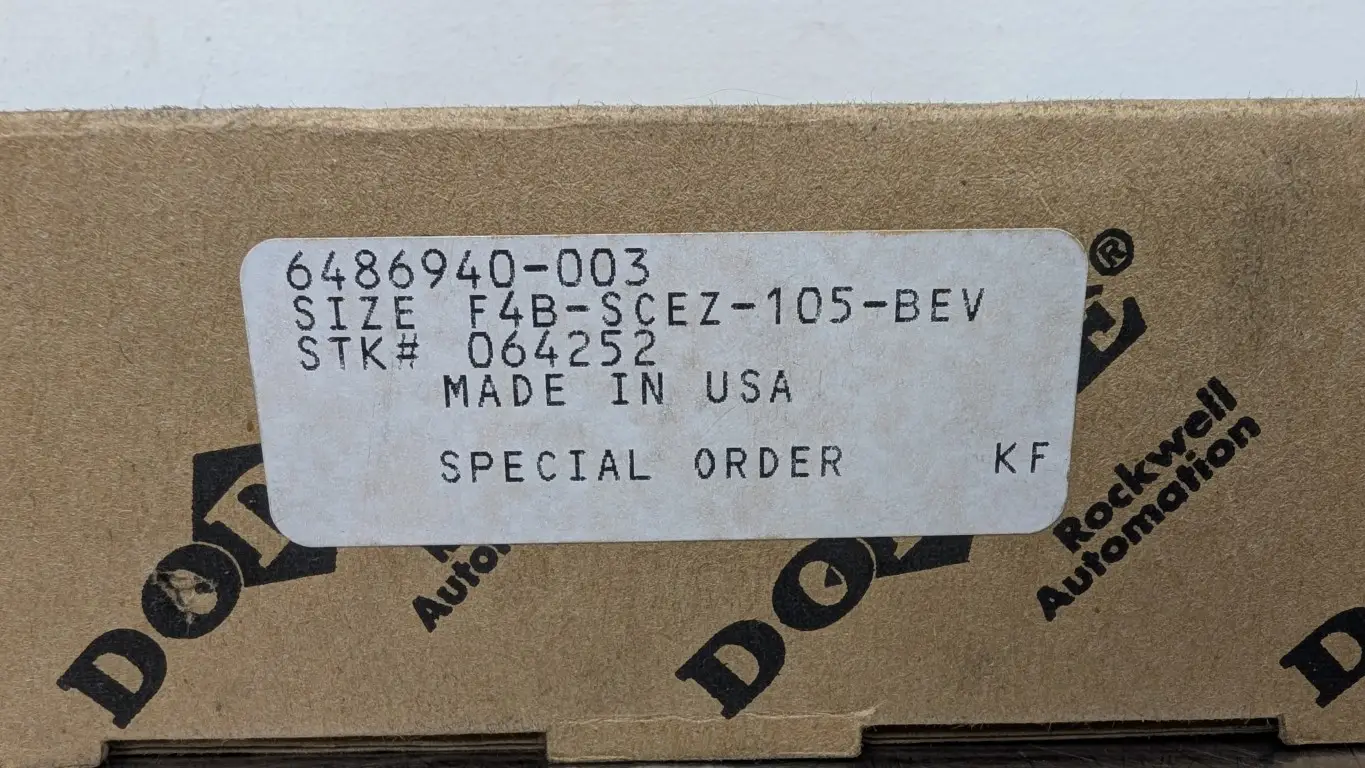 6486940-003
SIZE F4B-SCEZ-105-BEV
STK# 064252
MADE IN USA
SPECIAL ORDER KF
®
Rockwell
Automation